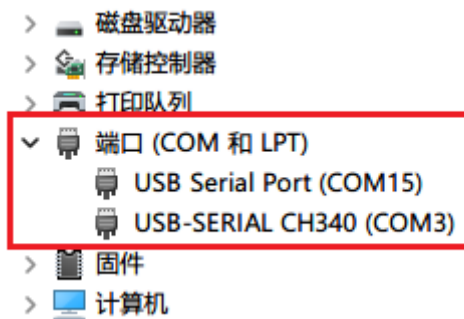 磁盘驱动器
存储控制器
打印队列
端口 (COM 和 LPT)
USB Serial Port (COM15)
USB-SERIAL CH340 (COM3)
固件
计算机